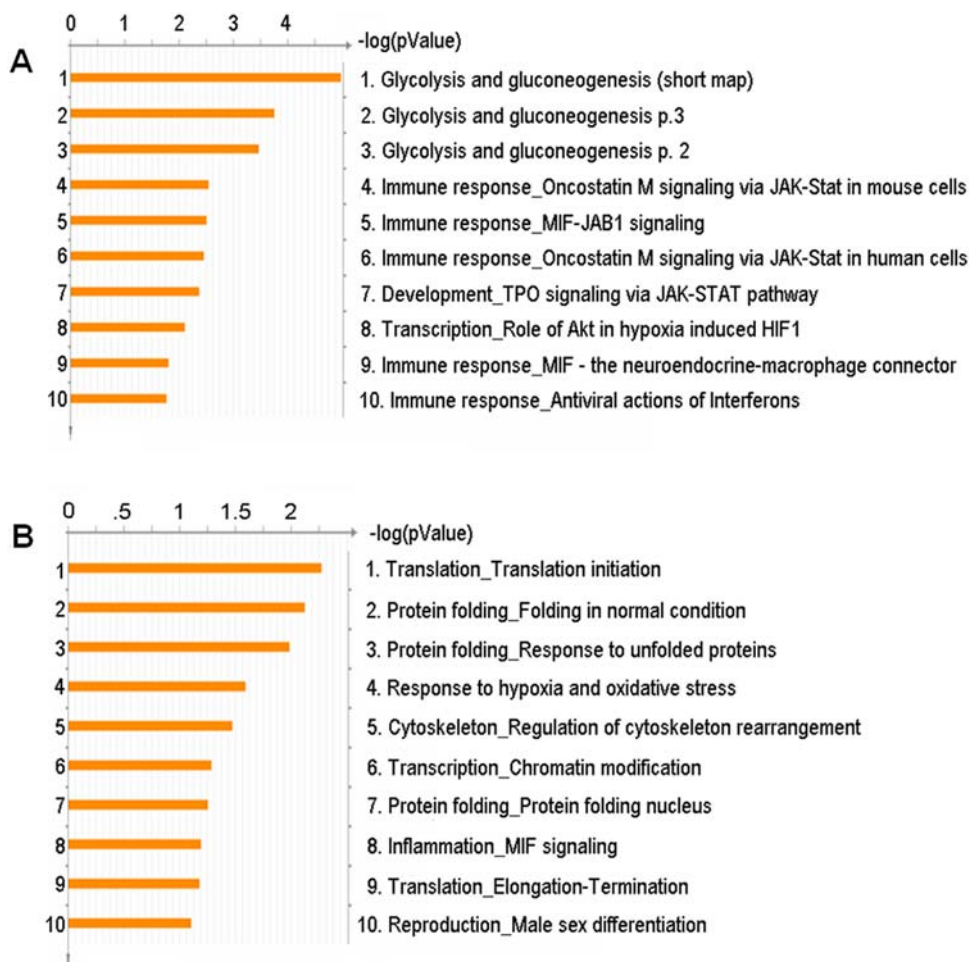 0 1 2 3 4
-log(pValue)
A
1 1. Glycolysis and gluconeogenesis (short map)
2 2. Glycolysis and gluconeogenesis p.3
3 3. Glycolysis and gluconeogenesis p. 2
4 4. Immune response_Oncostatin M signaling via JAK-Stat in mouse cells
5 5. Immune response_MIF-JAB1 signaling
6 6. Immune response_Oncostatin M signaling via JAK-Stat in human cells
7 7. Development_TPO signaling via JAK-STAT pathway
8 8. Transcription_Role of Akt in hypoxia induced HIF1
9 9. Immune response_MIF - the neuroendocrine-macrophage connector
10 10. Immune response_Antiviral actions of Interferons
0 .5 1 1.5 2
-log(pValue)
B
1 1. Translation_Translation initiation
2 2. Protein folding_Folding in normal condition
3 3. Protein folding_Response to unfolded proteins
4 4. Response to hypoxia and oxidative stress
5 5. Cytoskeleton_Regulation of cytoskeleton rearrangement
6 6. Transcription_Chromatin modification
7 7. Protein folding_Protein folding nucleus
8 8. Inflammation_MIF signaling
9 9. Translation_Elongation-Termination
10 10. Reproduction_Male sex differentiation